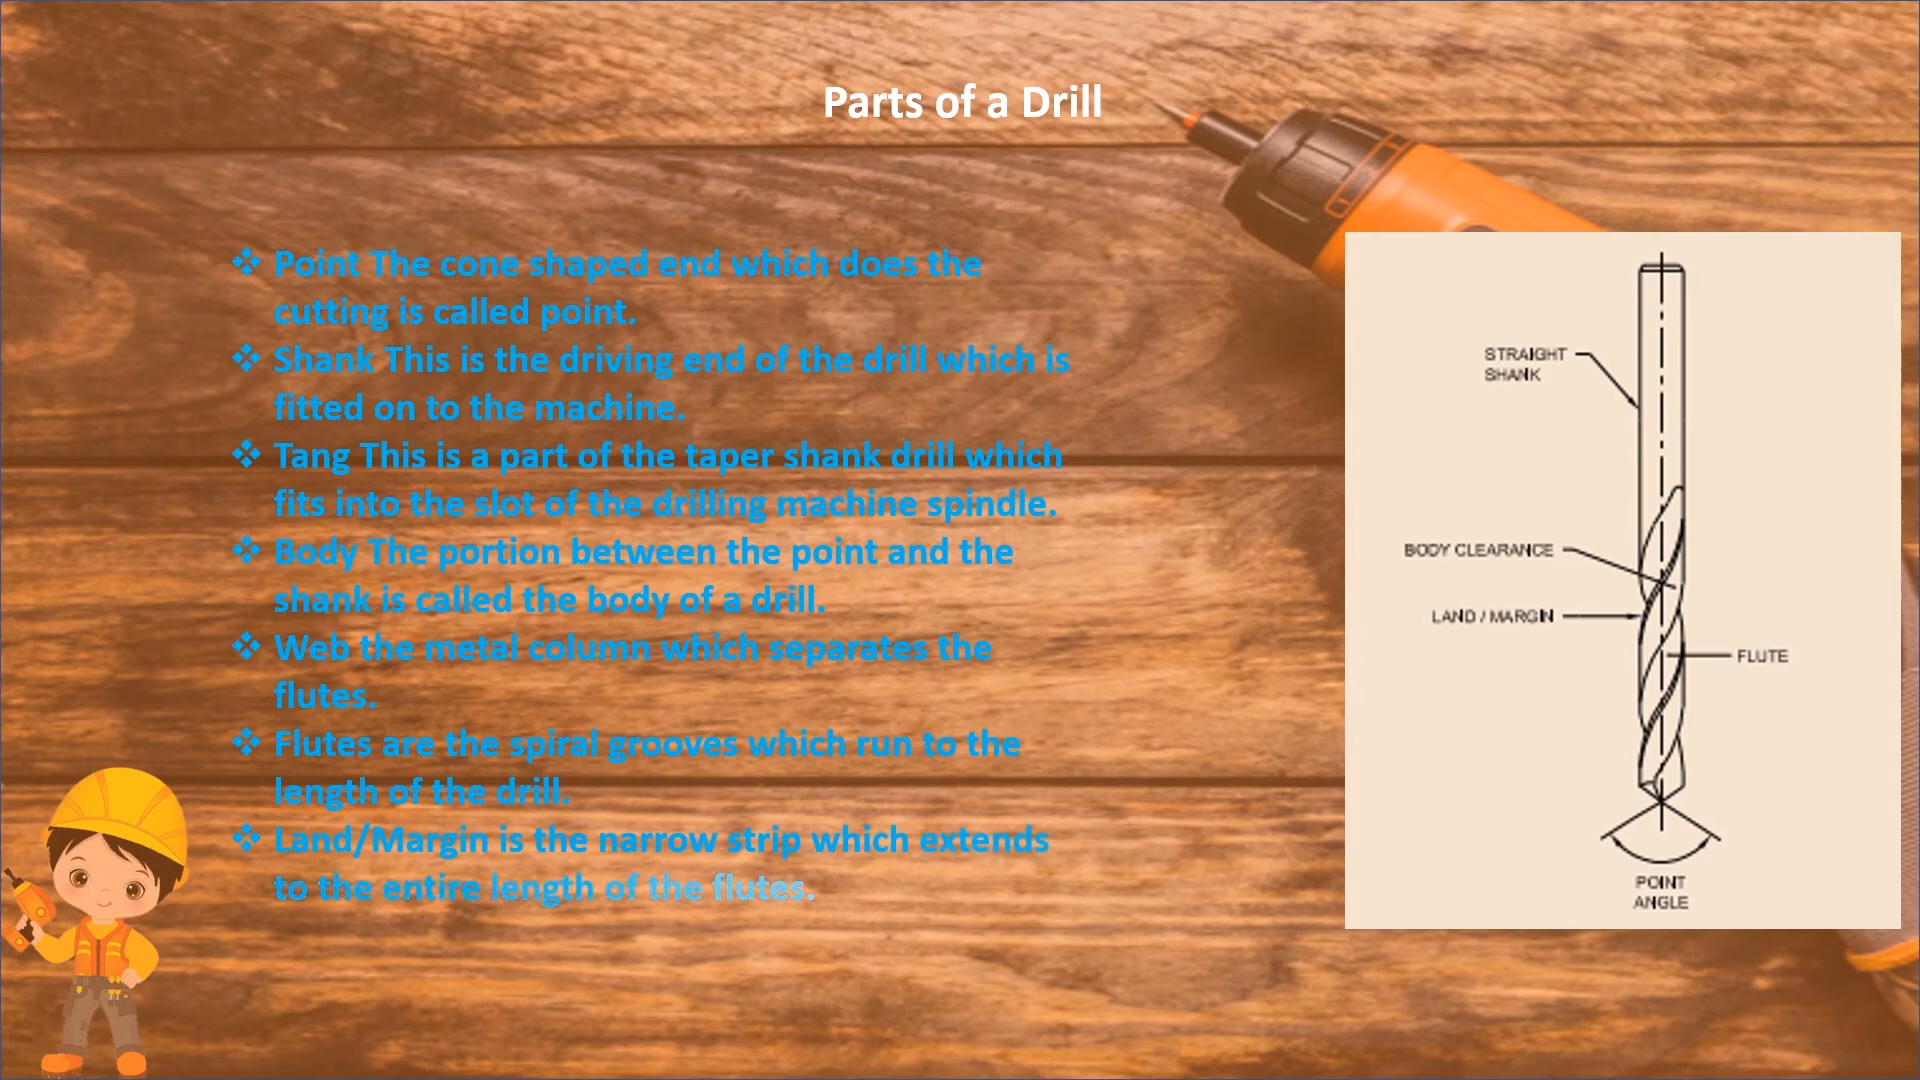 Parts of a Drill
❖ Point The cone shaped end which does the
cutting is called point.
❖ Shank This is the driving end of the drill which is
fitted on to the machine.
❖ Tang This is a part of the taper shank drill which
fits into the slot of the drilling machine spindle.
❖ Body The portion between the point and the
shank is called the body of a drill.
❖ Web the metal column which separates the
flutes.
❖ Flutes are the spiral grooves which run to the
length of the drill.
❖ Land/Margin is the narrow strip which extends
to the entire length of the flutes.
STRAIGHT
SHANK
BODY CLEARANCE
LAND / MARGIN
FLUTE
POINT
ANGLE